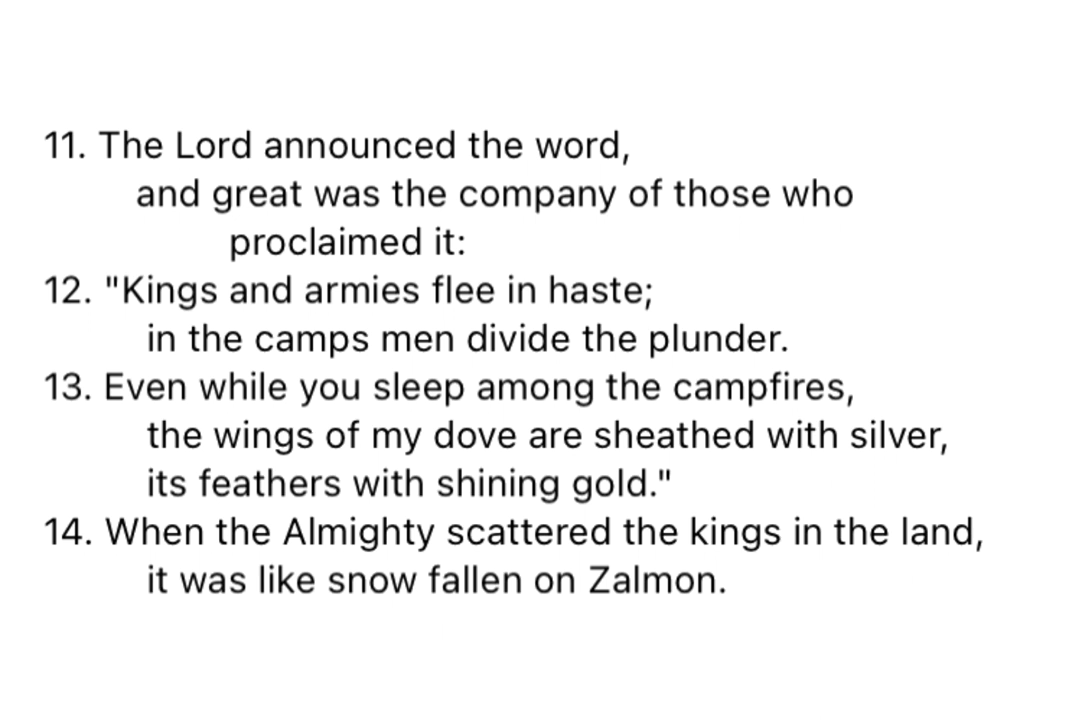 11. The Lord announced the word,
and great was the company of those who
proclaimed it:
12. "Kings and armies flee in haste;
in the camps men divide the plunder.
13. Even while you sleep among the campfires,
the wings of my dove are sheathed with silver,
its feathers with shining gold."
14. When the Almighty scattered the kings in the land,
it was like snow fallen on Zalmon.